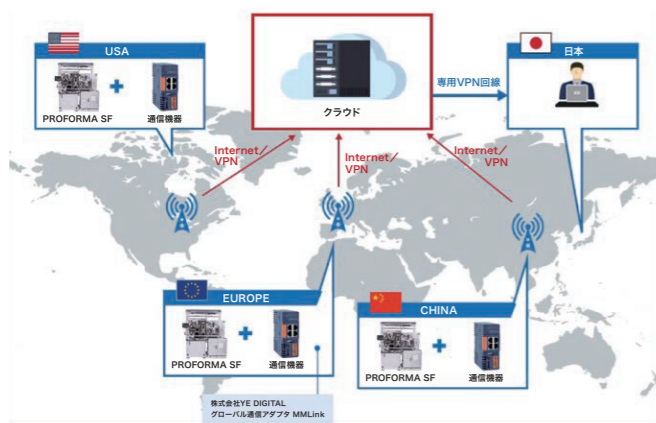 USA
PROFORMA SF
通信機器
クラウド
専用VPN回線
日本
Internet／
VPN
Internet／
VPN
Internet／
VPN
EUROPE
PROFORMA SF
通信機器
CHINA
PROFORMA SF
通信機器
株式会社YE DIGITAL
グローバル通信アダプタ MMLink